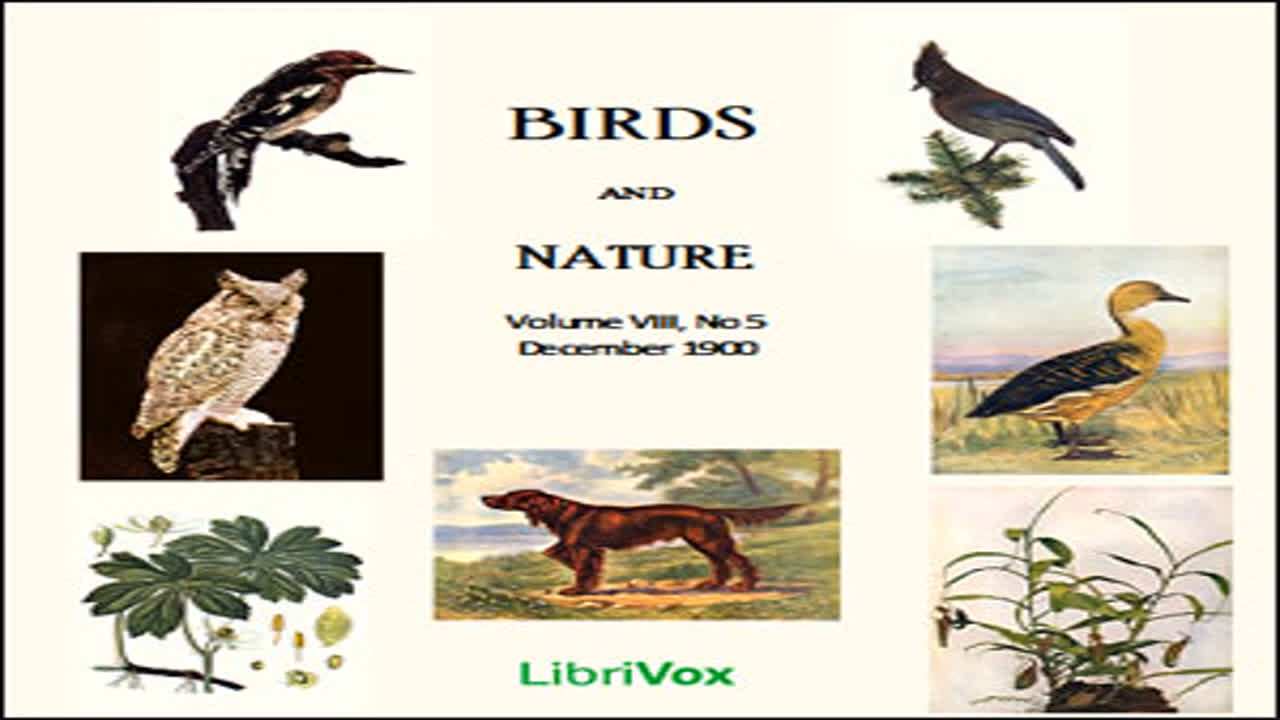 BIRDS
AND
NATURE
Volume VIII, No 5
December 1900
LibriVox